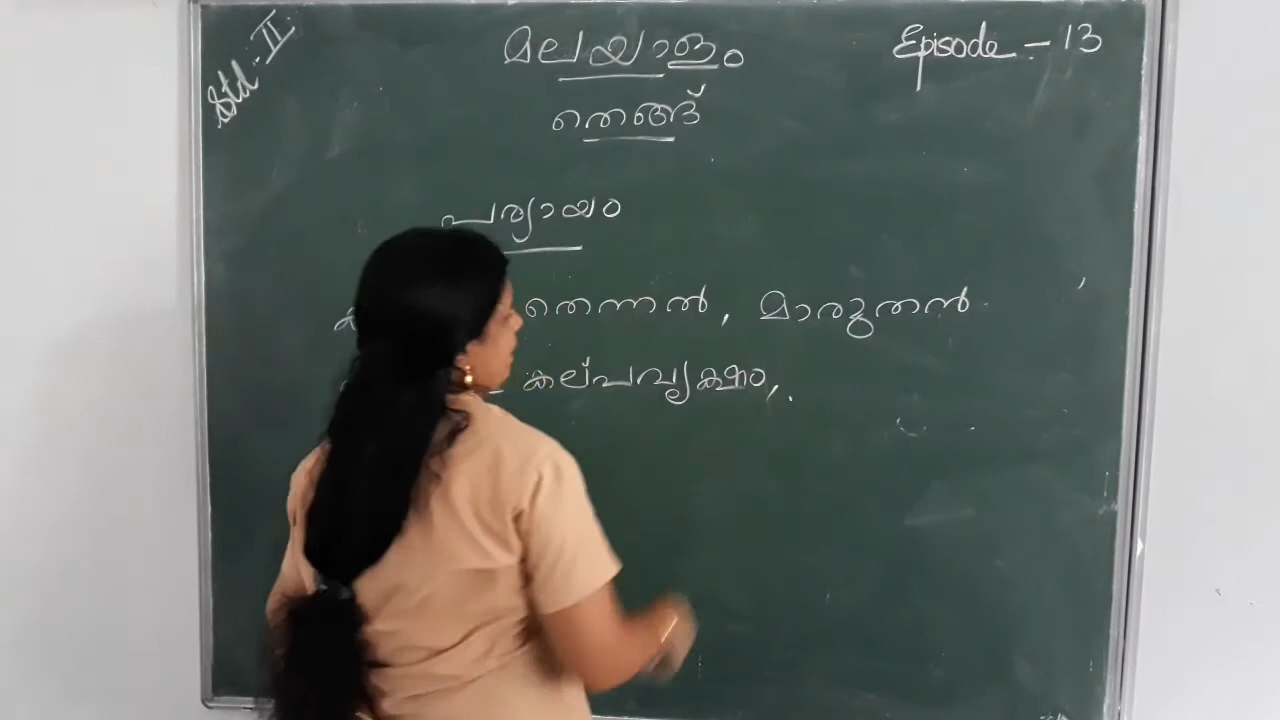 Std. II
മലയാളം
Episode - 13
തെങ്ങ്
പര്യായം
തെന്നൽ, മാരുതൻ
കല്പവൃക്ഷം,